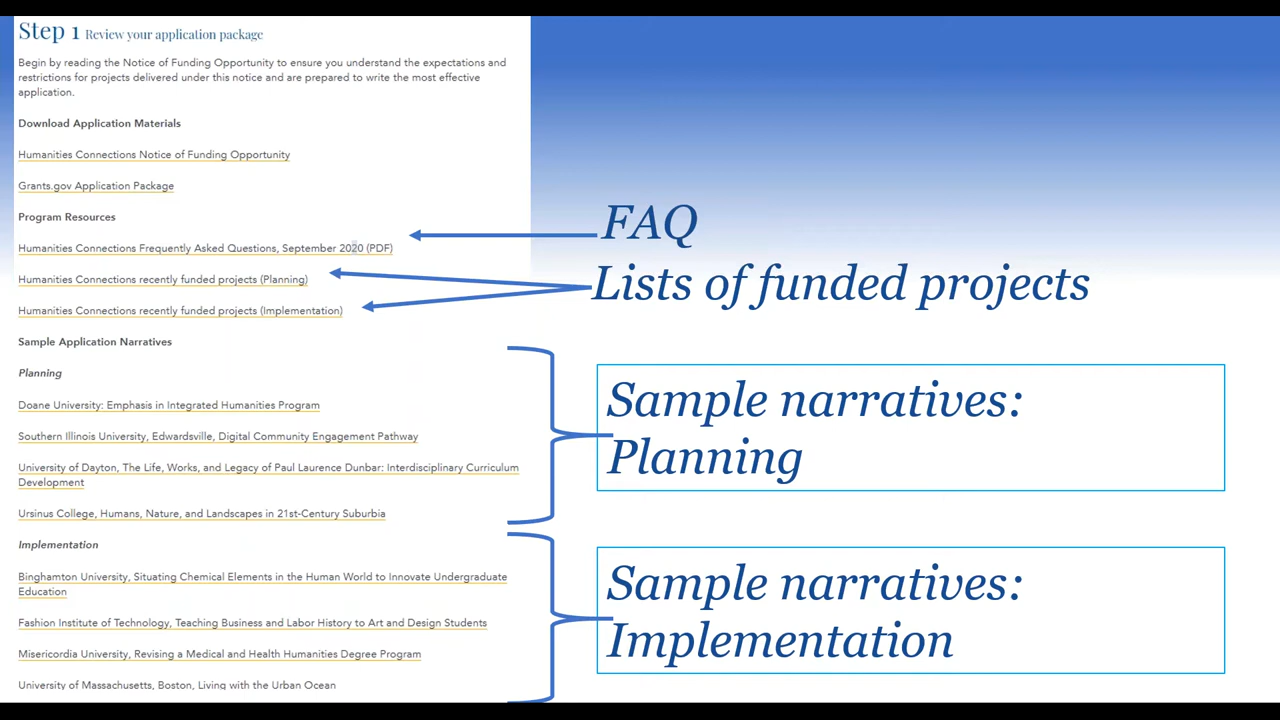 Step 1 Review your application package
Begin by reading the Notice of Funding Opportunity to ensure you understand the expectations and
restrictions for projects delivered under this notice and are prepared to write the most effective
application.
Download Application Materials
Humanities Connections Notice of Funding Opportunity
Grants.gov Application Package
Program Resources
Humanities Connections Frequently Asked Questions, September 2020 (PDF)
Humanities Connections recently funded projects (Planning)
Humanities Connections recently funded projects (Implementation)
Sample Application Narratives
Planning
Doane University: Emphasis in Integrated Humanities Program
Southern Illinois University, Edwardsville, Digital Community Engagement Pathway
University of Dayton, The Life, Works, and Legacy of Paul Laurence Dunbar: Interdisciplinary Curriculum
Development
Ursinus College, Humans, Nature, and Landscapes in 21st-Century Suburbia
Implementation
Binghamton University, Situating Chemical Elements in the Human World to Innovate Undergraduate
Education
Fashion Institute of Technology, Teaching Business and Labor History to Art and Design Students
Misericordia University, Revising a Medical and Health Humanities Degree Program
University of Massachusetts, Boston, Living with the Urban Ocean
FAQ
Lists of funded projects
Sample narratives:
Planning
Sample narratives:
Implementation